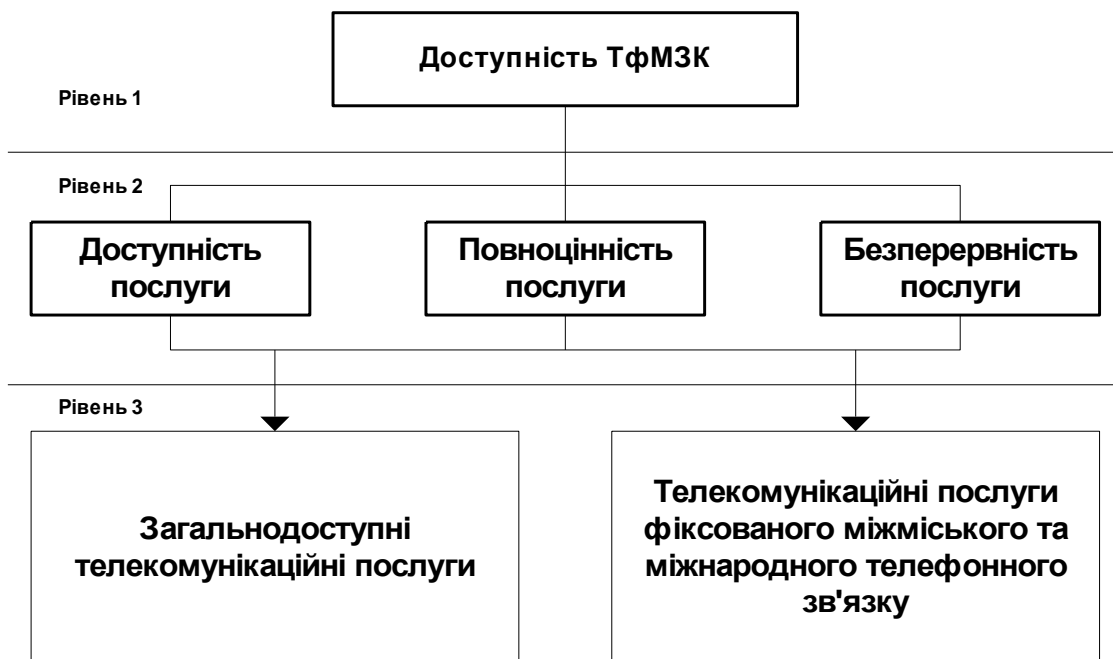 Доступність ТфМЗК
Рівень 1
Рівень 2
Доступність
послуги
Повноцінність
послуги
Безперервність
послуги
Рівень 3
Загальнодоступні
телекомунікаційні послуги
Телекомунікаційні послуги
фіксованого міжміського та
міжнародного телефонного
зв'язку